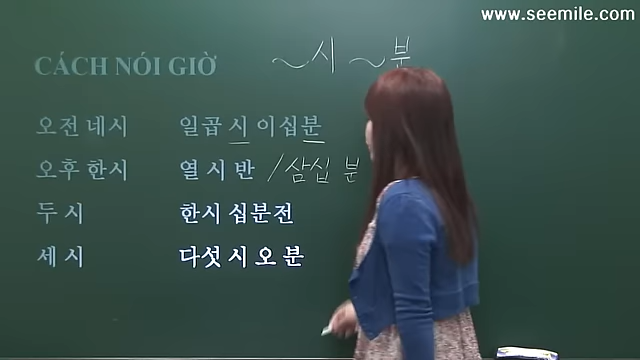 www.seemile.com
CÁCH NÓI GIỜ ~시 ~분
오전 네시 일곱 시 이십분
오후 한시 열 시 반 / 삼십 분
두 시 한시 십분전
세 시 다섯 시 오 분